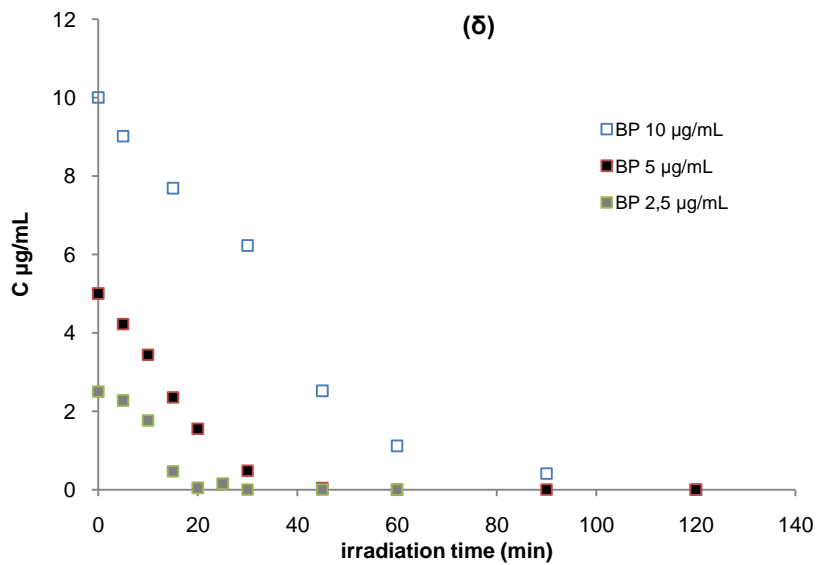 (δ)
12
10
8
6
4
2
0
C µg/mL
BP 10 µg/mL
BP 5 µg/mL
BP 2,5 µg/mL
0 20 40 60 80 100 120 140
irradiation time (min)